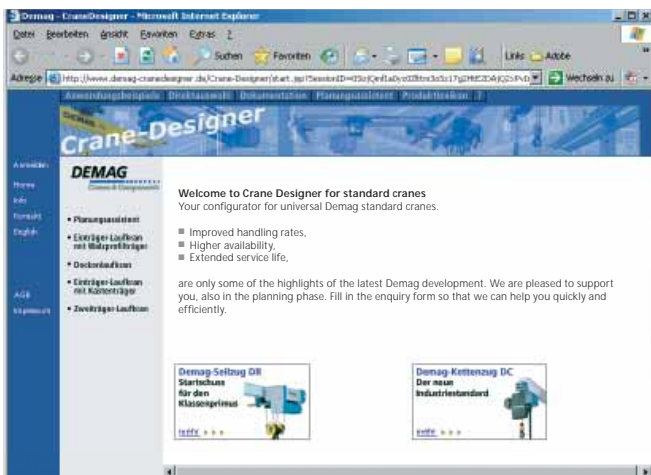 Demag - CraneDesigner - Microsoft Internet Explorer
Datei Bearbeiten Ansicht Favoriten Extras ?
Suchen Favoriten
Links Adobe
Adresse
Wechseln zu
Anwendungsbeispiele Direktauswahl Dokumentation Planungsassistent Produktlexikon ?
Crane-Designer
Anmelden
Home
Info
Kontakt
English
AGB
Impressum
DEMAG
Cranes & Components
Planungsassistent
Einträger-Laufkran
mit Walzprofilträger
Deckenlaufkran
Einträger-Laufkran
mit Kastenträger
Zweiträger-Laufkran
Welcome to Crane Designer for standard cranes
Your configurator for universal Demag standard cranes.
Improved handling rates,
Higher availability,
Extended service life,
are only some of the highlights of the latest Demag development. We are pleased to support
you, also in the planning phase. Fill in the enquiry form so that we can help you quickly and
efficiently.
Demag-Seilzug DR
Startschuss
für den
Klassenprimus
mehr
Demag-Kettenzug DC
Der neue
Industriestandard
mehr